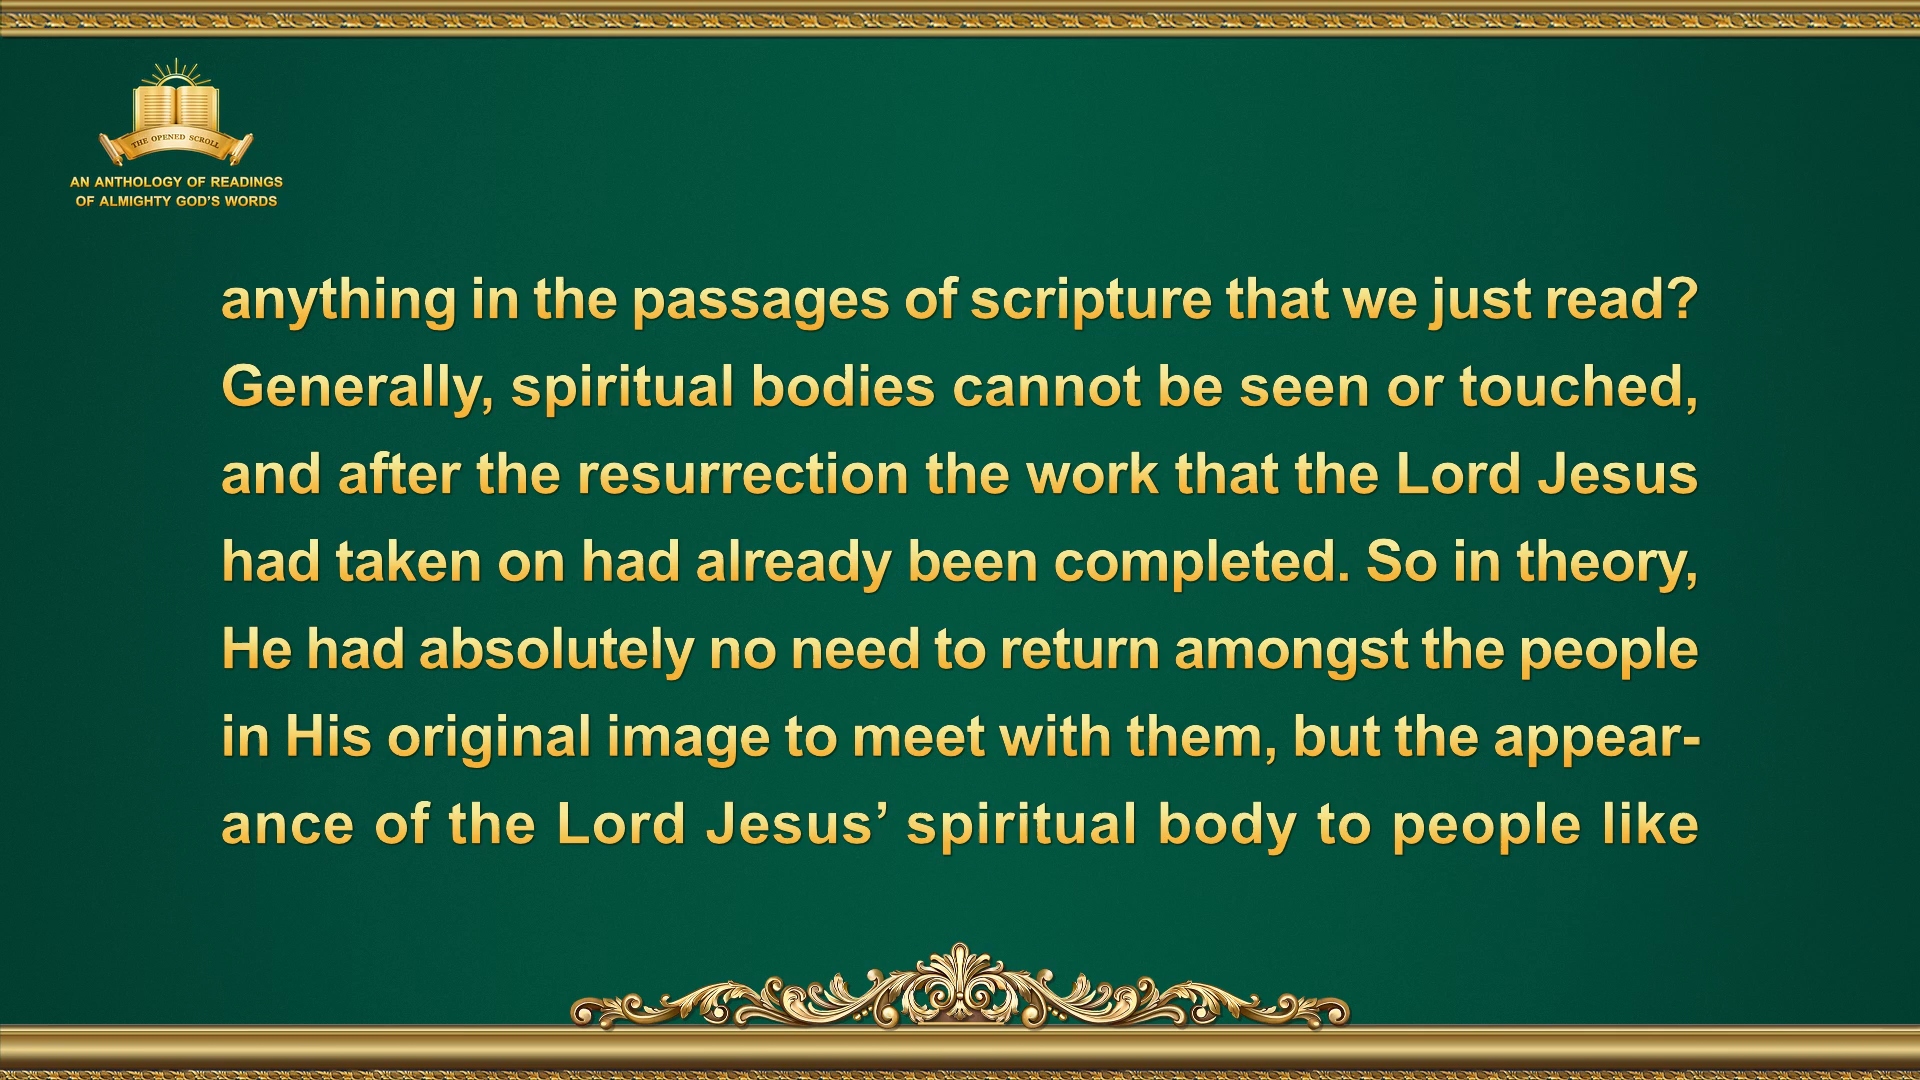 THE OPENED SCROLL
AN ANTHOLOGY OF READINGS
OF ALMIGHTY GOD'S WORDS
anything in the passages of scripture that we just read?
Generally, spiritual bodies cannot be seen or touched,
and after the resurrection the work that the Lord Jesus
had taken on had already been completed. So in theory,
He had absolutely no need to return amongst the people
in His original image to meet with them, but the appear-
ance of the Lord Jesus’ spiritual body to people like